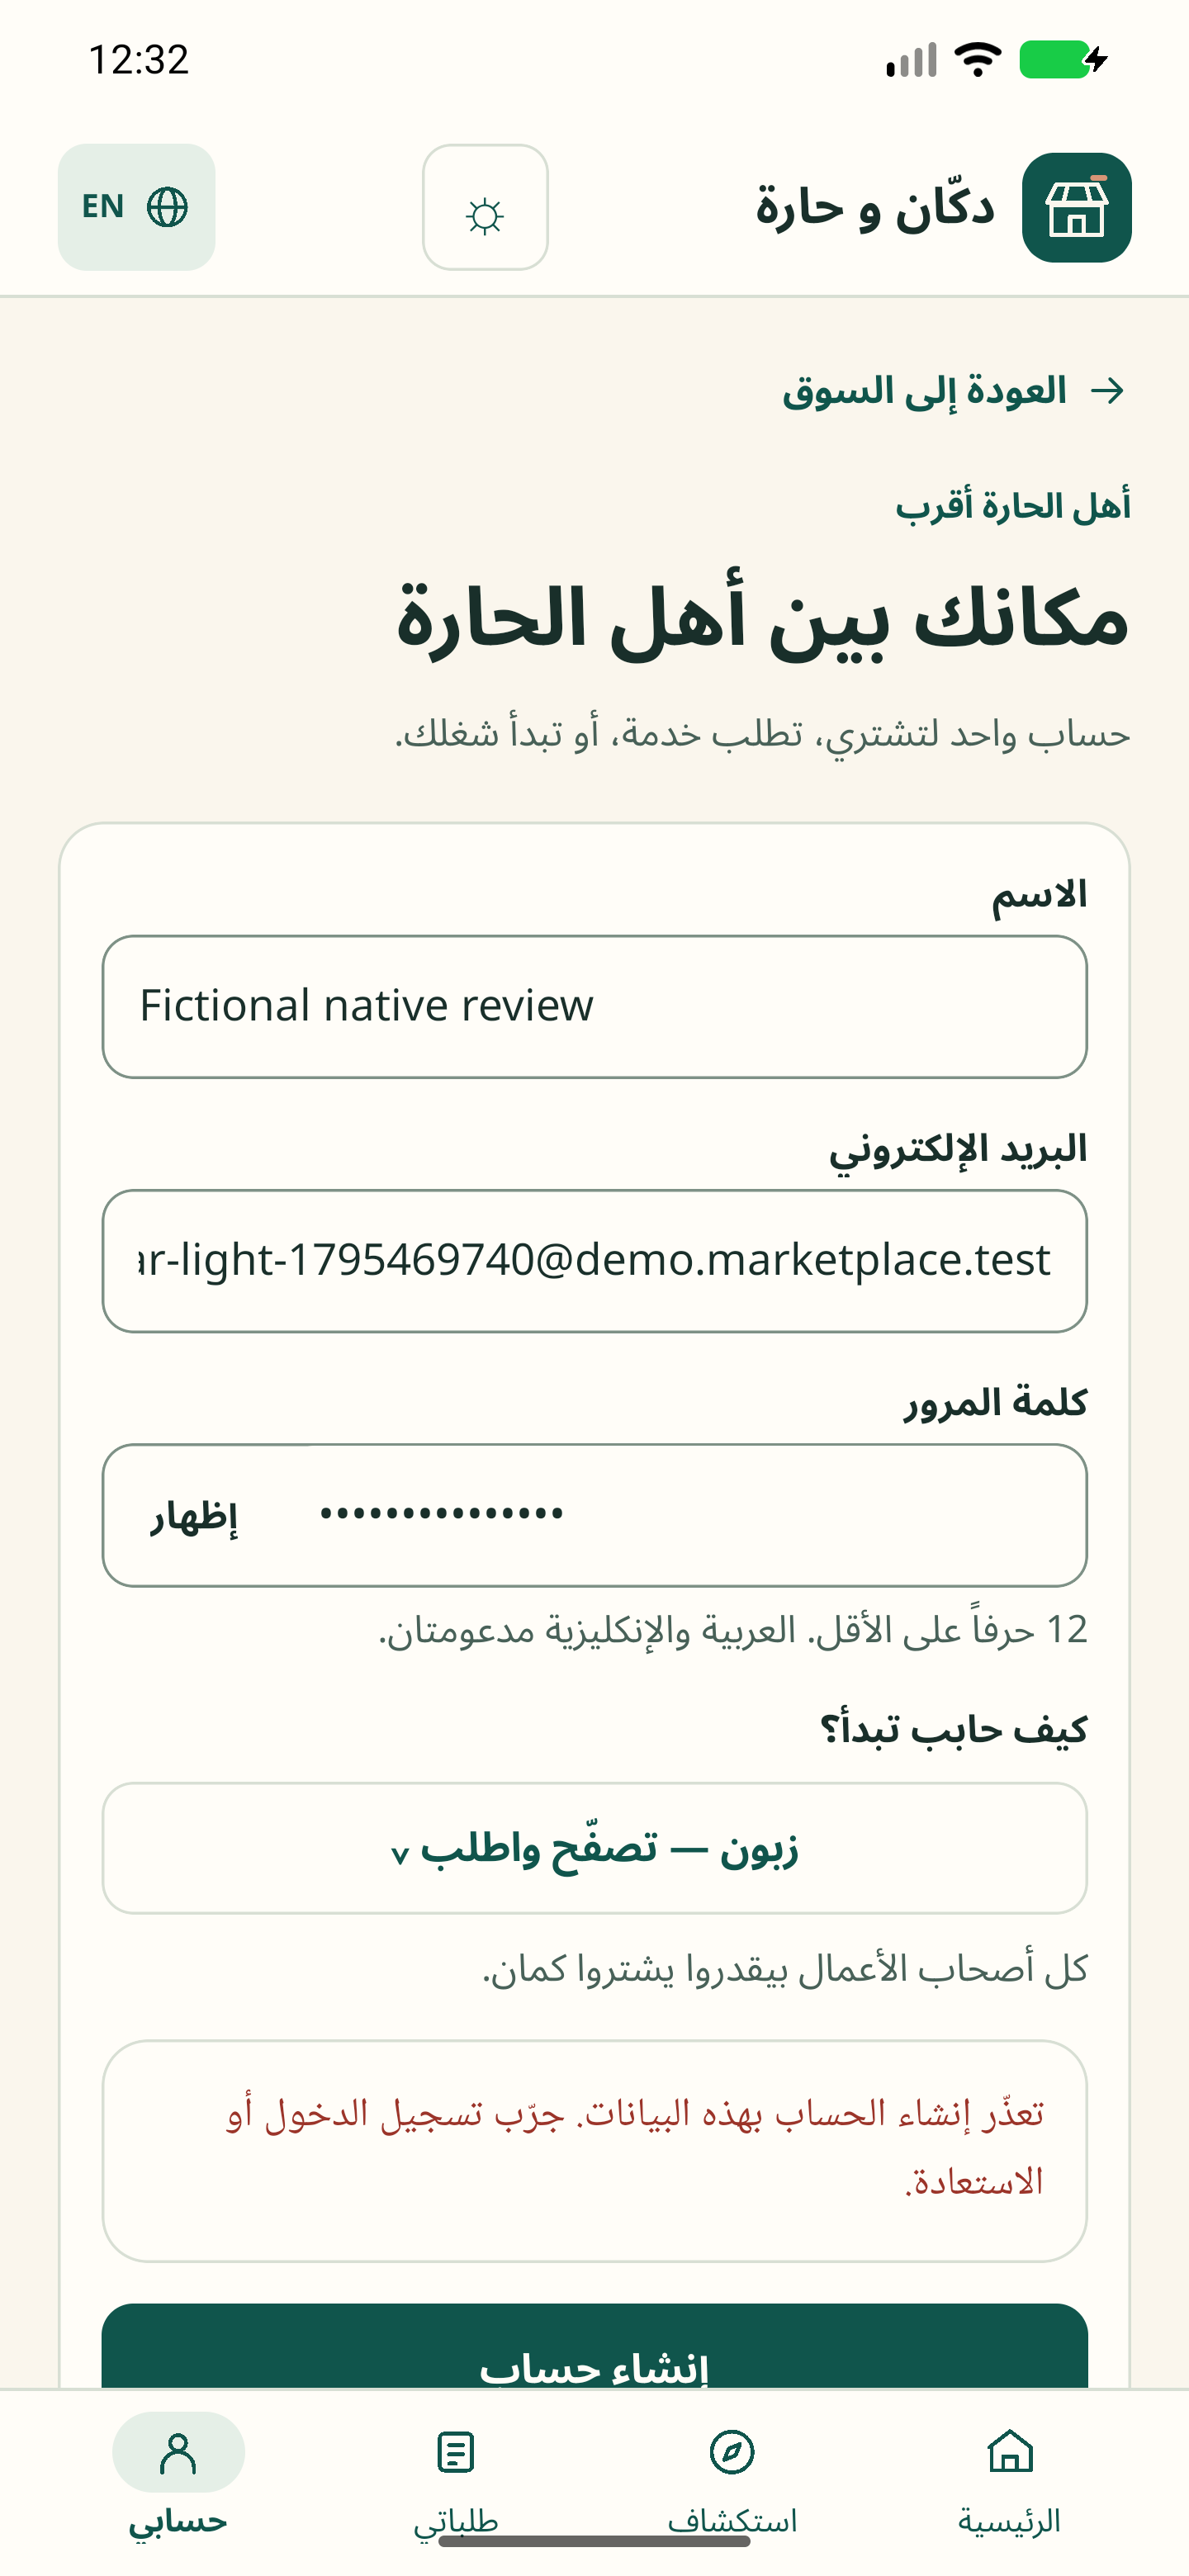 12:32
دكّان و حارة
EN
العودة إلى السوق
أهل الحارة أقرب
مكانك بين أهل الحارة
حساب واحد لتشتري، تطلب خدمة، أو تبدأ شغلك.
الاسم
Fictional native review
البريد الإلكتروني
ar-light-1795469740@demo.marketplace.test
كلمة المرور
••••••••••••••• إظهار
12 حرفاً على الأقل. العربية والإنكليزية مدعومتان.
كيف حابب تبدأ؟
زبون — تصفّح واطلب
كل أصحاب الأعمال بيقدروا يشتروا كمان.
تعذّر إنشاء الحساب بهذه البيانات. جرّب تسجيل الدخول أو
الاستعادة.
إنشاء حساب
الرئيسية
استكشاف
طلباتي
حسابي